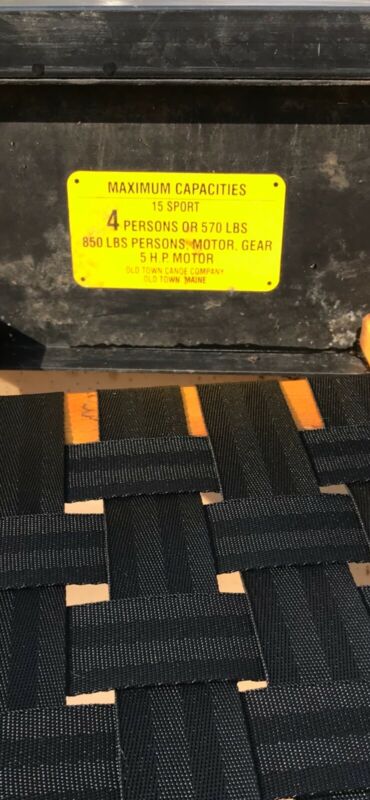 MAXIMUM CAPACITIES
15 SPORT
4 PERSONS OR 570 LBS
850 LBS PERSONS, MOTOR, GEAR
5 H.P. MOTOR
OLD TOWN CANOE COMPANY
OLD TOWN MAINE